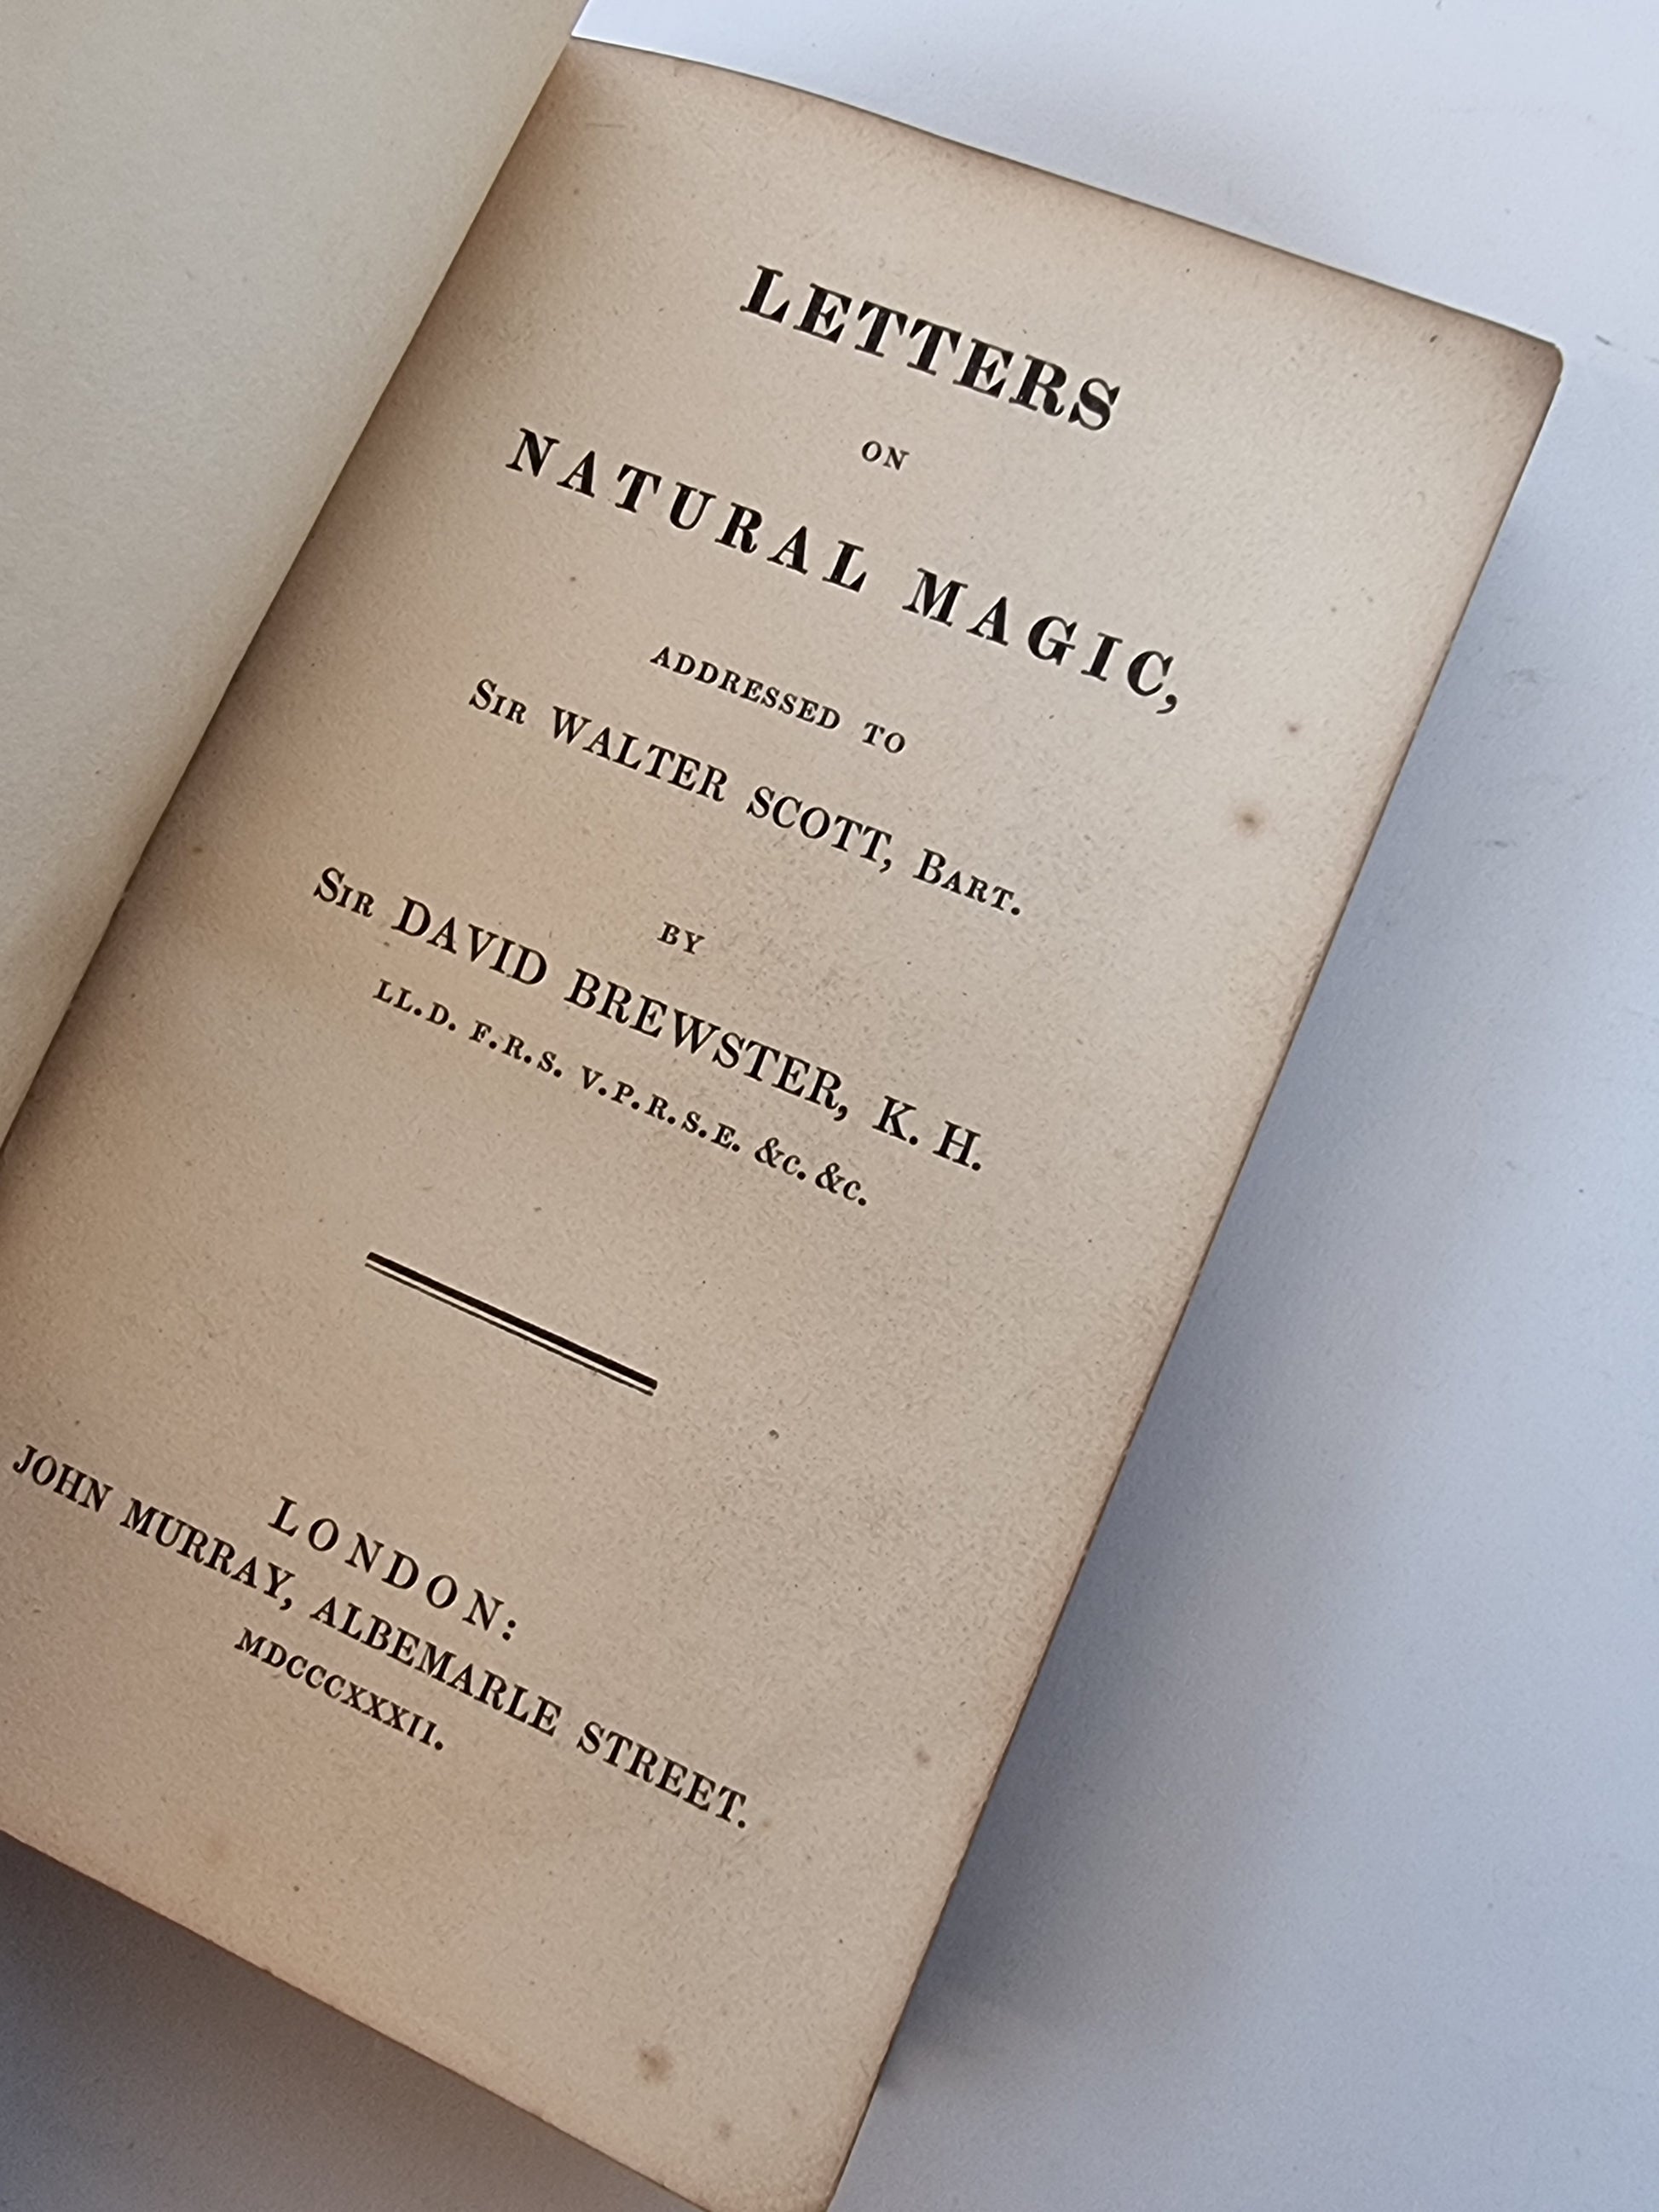 LETTERS
ON
NATURAL MAGIC,
ADDRESSED TO
SIR WALTER SCOTT, BART.
BY
SIR DAVID BREWSTER, K. H.
LL.D. F.R.S. V.P.R.S.E. &c. &c.
LONDON:
JOHN MURRAY, ALBEMARLE STREET.
MDCCCXXXII.